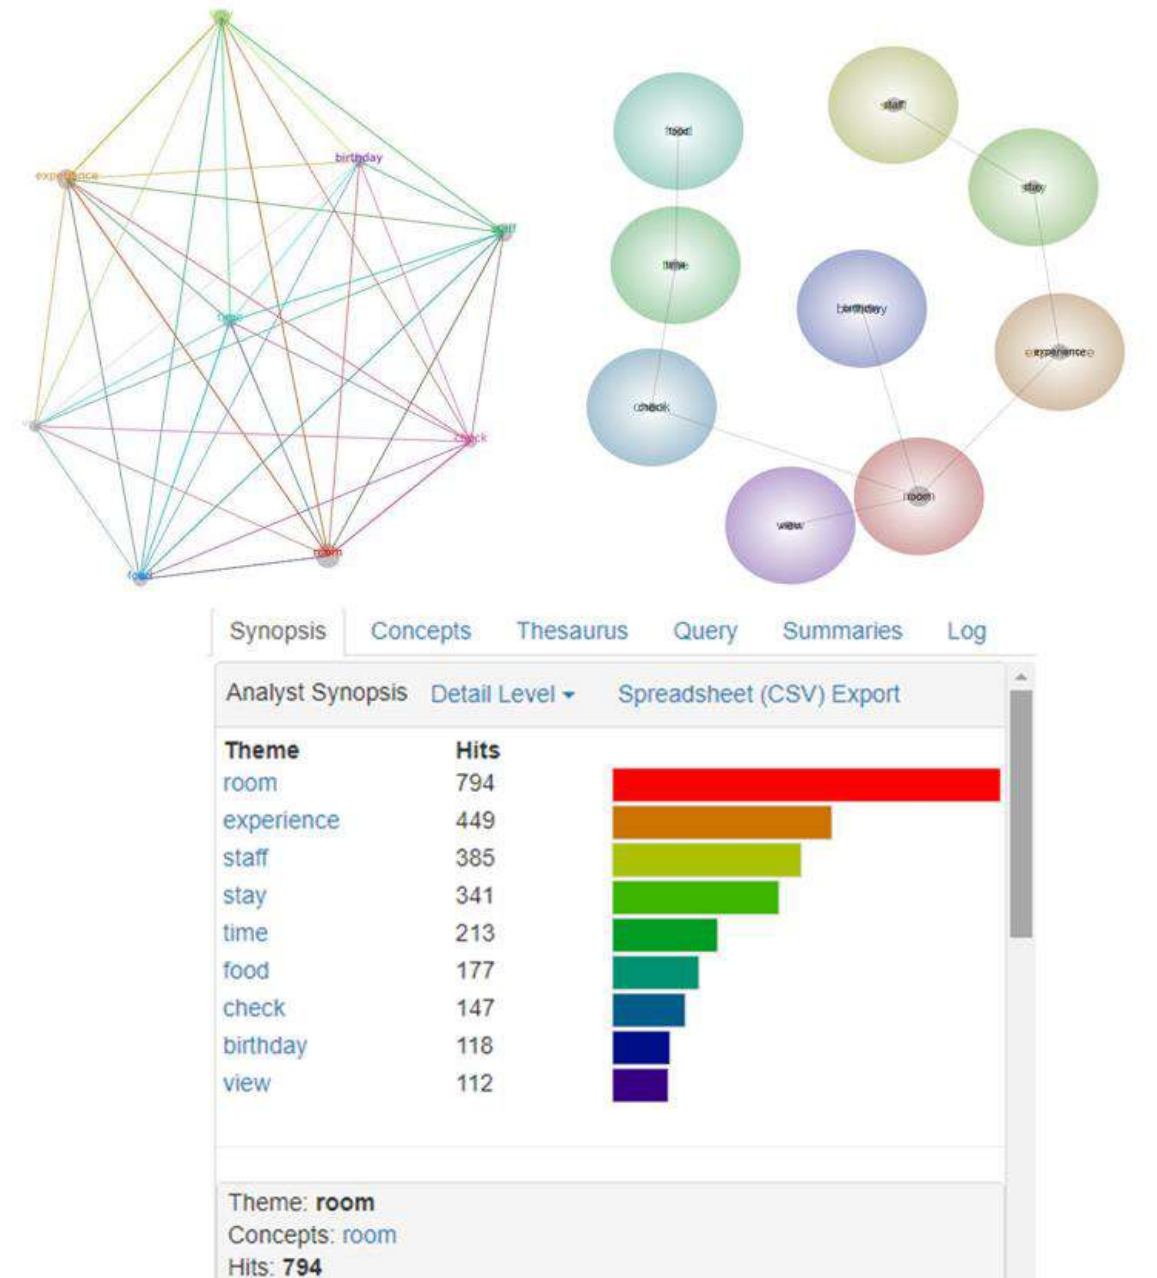 birthday
experience
staff
time
check
room
food
food
staff
time
stay
birthday
experience
check
room
view
Synopsis Concepts Thesaurus Query Summaries Log
Analyst Synopsis Detail Level Spreadsheet (CSV) Export
Theme Hits
room 794
experience 449
staff 385
stay 341
time 213
food 177
check 147
birthday 118
view 112
Theme: room
Concepts: room
Hits: 794